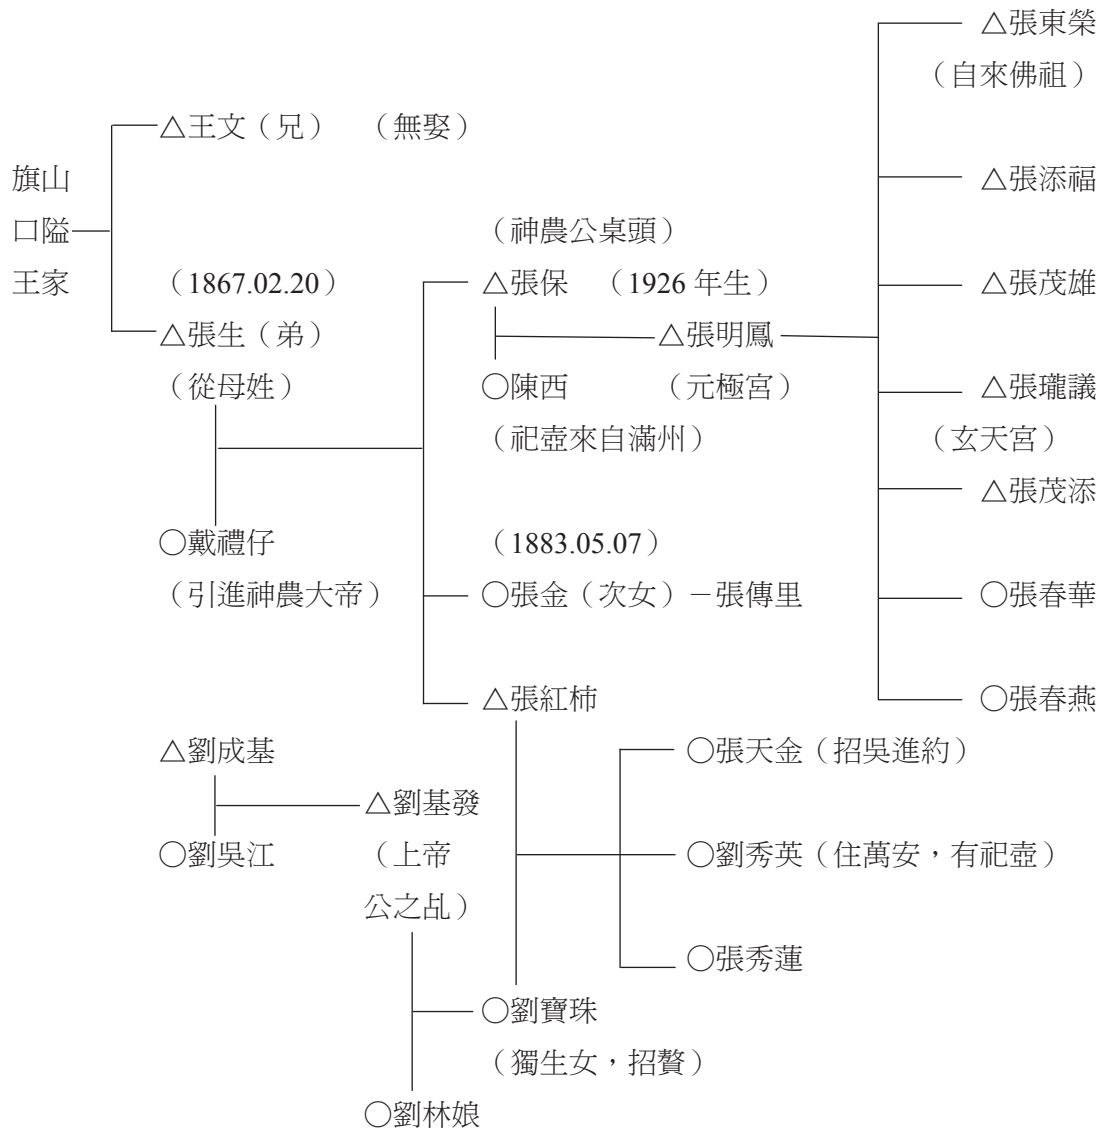 △張東榮
（自來佛祖）
△王文（兄）　（無娶）
旗山
△張添福
口隘
（神農公桌頭）
王家
（1867.02.20）
△張保　（1926 年生）
△張茂雄
△張生（弟）
△張明鳳
（從母姓）
○陳西
（元極宮）
△張瓏議
（祀壺來自滿州）
（玄天宮）
△張茂添
○戴禮仔
（1883.05.07）
（引進神農大帝）
○張金（次女）－張傳里
○張春華
△張紅柿
○張春燕
△劉成基
○張天金（招吳進約）
△劉基發
○劉吳江
（上帝
○劉秀英（住萬安，有祀壺）
公之乩）
○張秀蓮
○劉寶珠
（獨生女，招贅）
○劉林娘